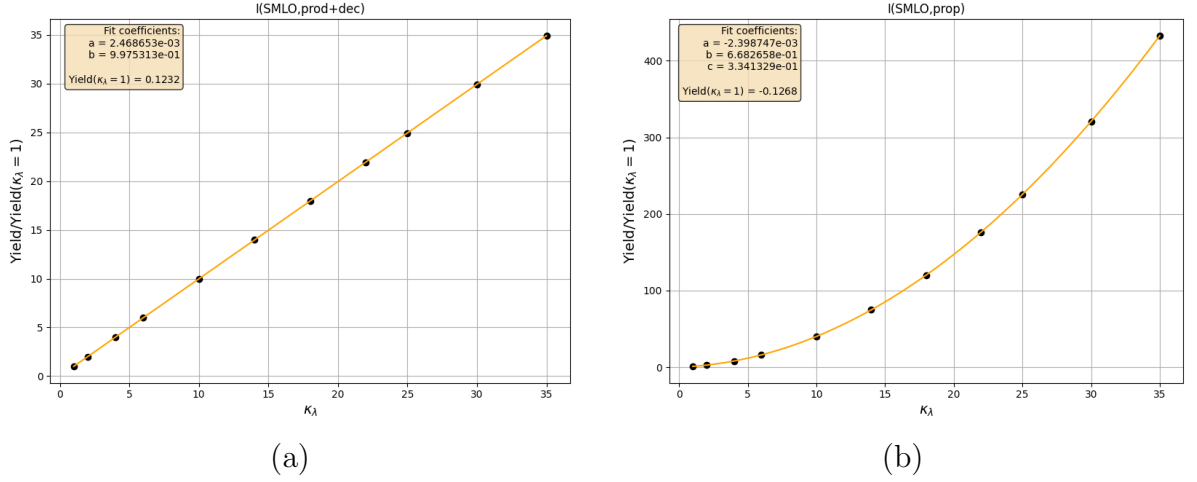 I(SMLO,prod+dec)
Fit coefficients:
a = 2.468653e-03
b = 9.975313e-01
Yield(κλ = 1) = 0.1232
Yield/Yield(κλ = 1)
35
30
25
20
15
10
5
0
0 5 10 15 20 25 30 35
κλ
(a)
I(SMLO,prop)
Fit coefficients:
a = -2.398747e-03
b = 6.682658e-01
c = 3.341329e-01
Yield(κλ = 1) = -0.1268
Yield/Yield(κλ = 1)
400
300
200
100
0
0 5 10 15 20 25 30 35
κλ
(b)